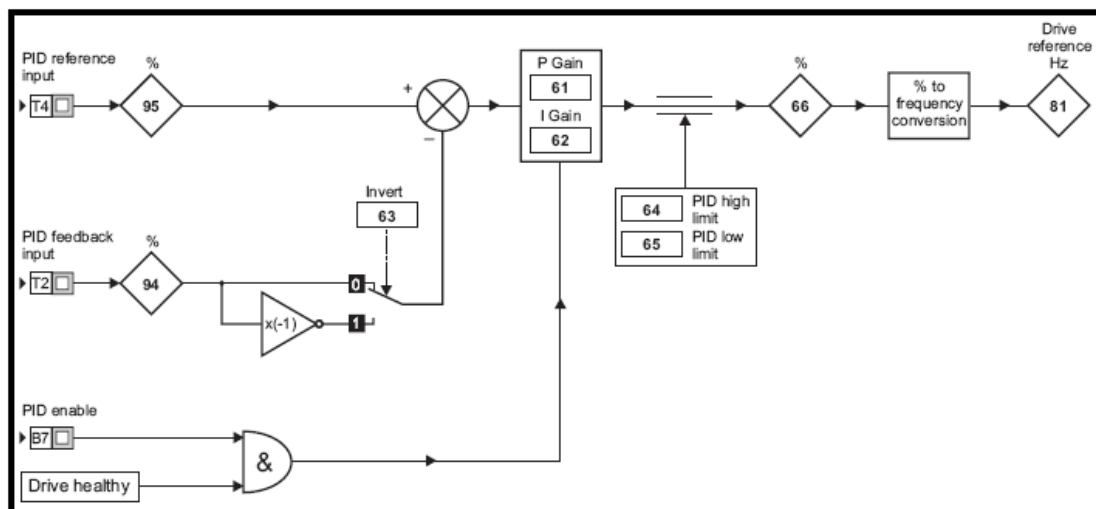 PID reference
input
T4
%
95
+
−
P Gain
61
I Gain
62
%
66
% to
frequency
conversion
Drive
reference
Hz
81
Invert
63
64
PID high
limit
65
PID low
limit
PID feedback
input
T2
%
94
x(-1)
0
1
PID enable
B7
&
Drive healthy